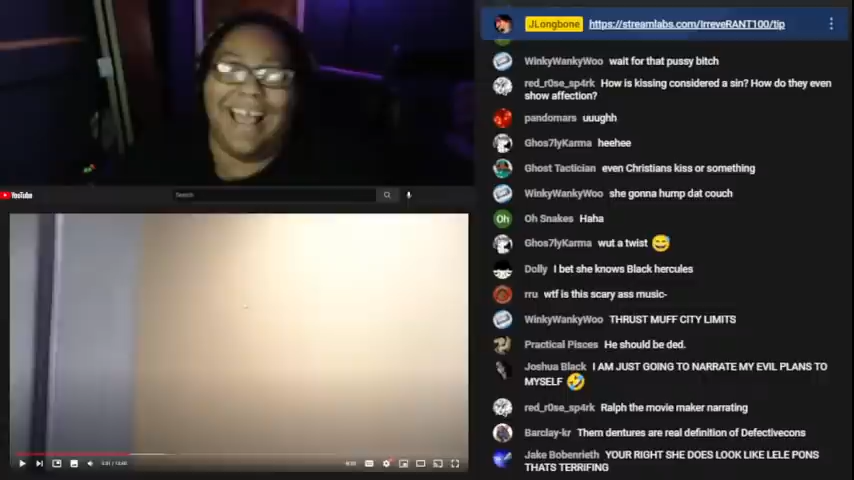 JLongbone https://streamlabs.com/IrreveRANT100/tip
WinkyWankyWoo wait for that pussy bitch
red_r0se_sp4rk How is kissing considered a sin? How do they even
show affection?
pandomars uuughh
Ghos7lyKarma heehee
Ghost Tactician even Christians kiss or something
WinkyWankyWoo she gonna hump dat couch
Oh Oh Snakes Haha
Ghos7lyKarma wut a twist 😅
Dolly I bet she knows Black hercules
rru wtf is this scary ass music-
WinkyWankyWoo THRUST MUFF CITY LIMITS
Practical Pisces He should be ded.
Joshua Black I AM JUST GOING TO NARRATE MY EVIL PLANS TO
MYSELF 🤣
red_r0se_sp4rk Ralph the movie maker narrating
Barclay-kr Them dentures are real definition of Defectivecons
Jake Bobenrieth YOUR RIGHT SHE DOES LOOK LIKE LELE PONS
THATS TERRIFING
YouTube
Search